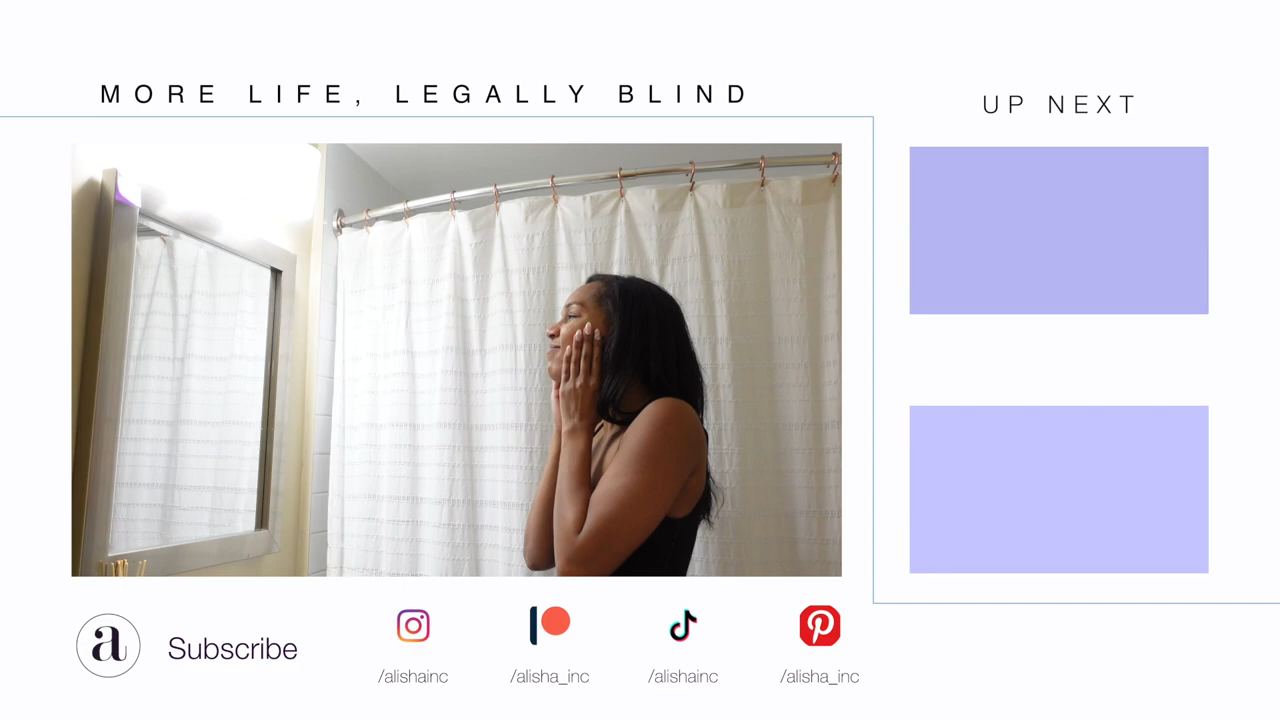 MORE LIFE, LEGALLY BLIND
UP NEXT
a
Subscribe
/alishainc
/alisha_inc
/alishainc
/alisha_inc